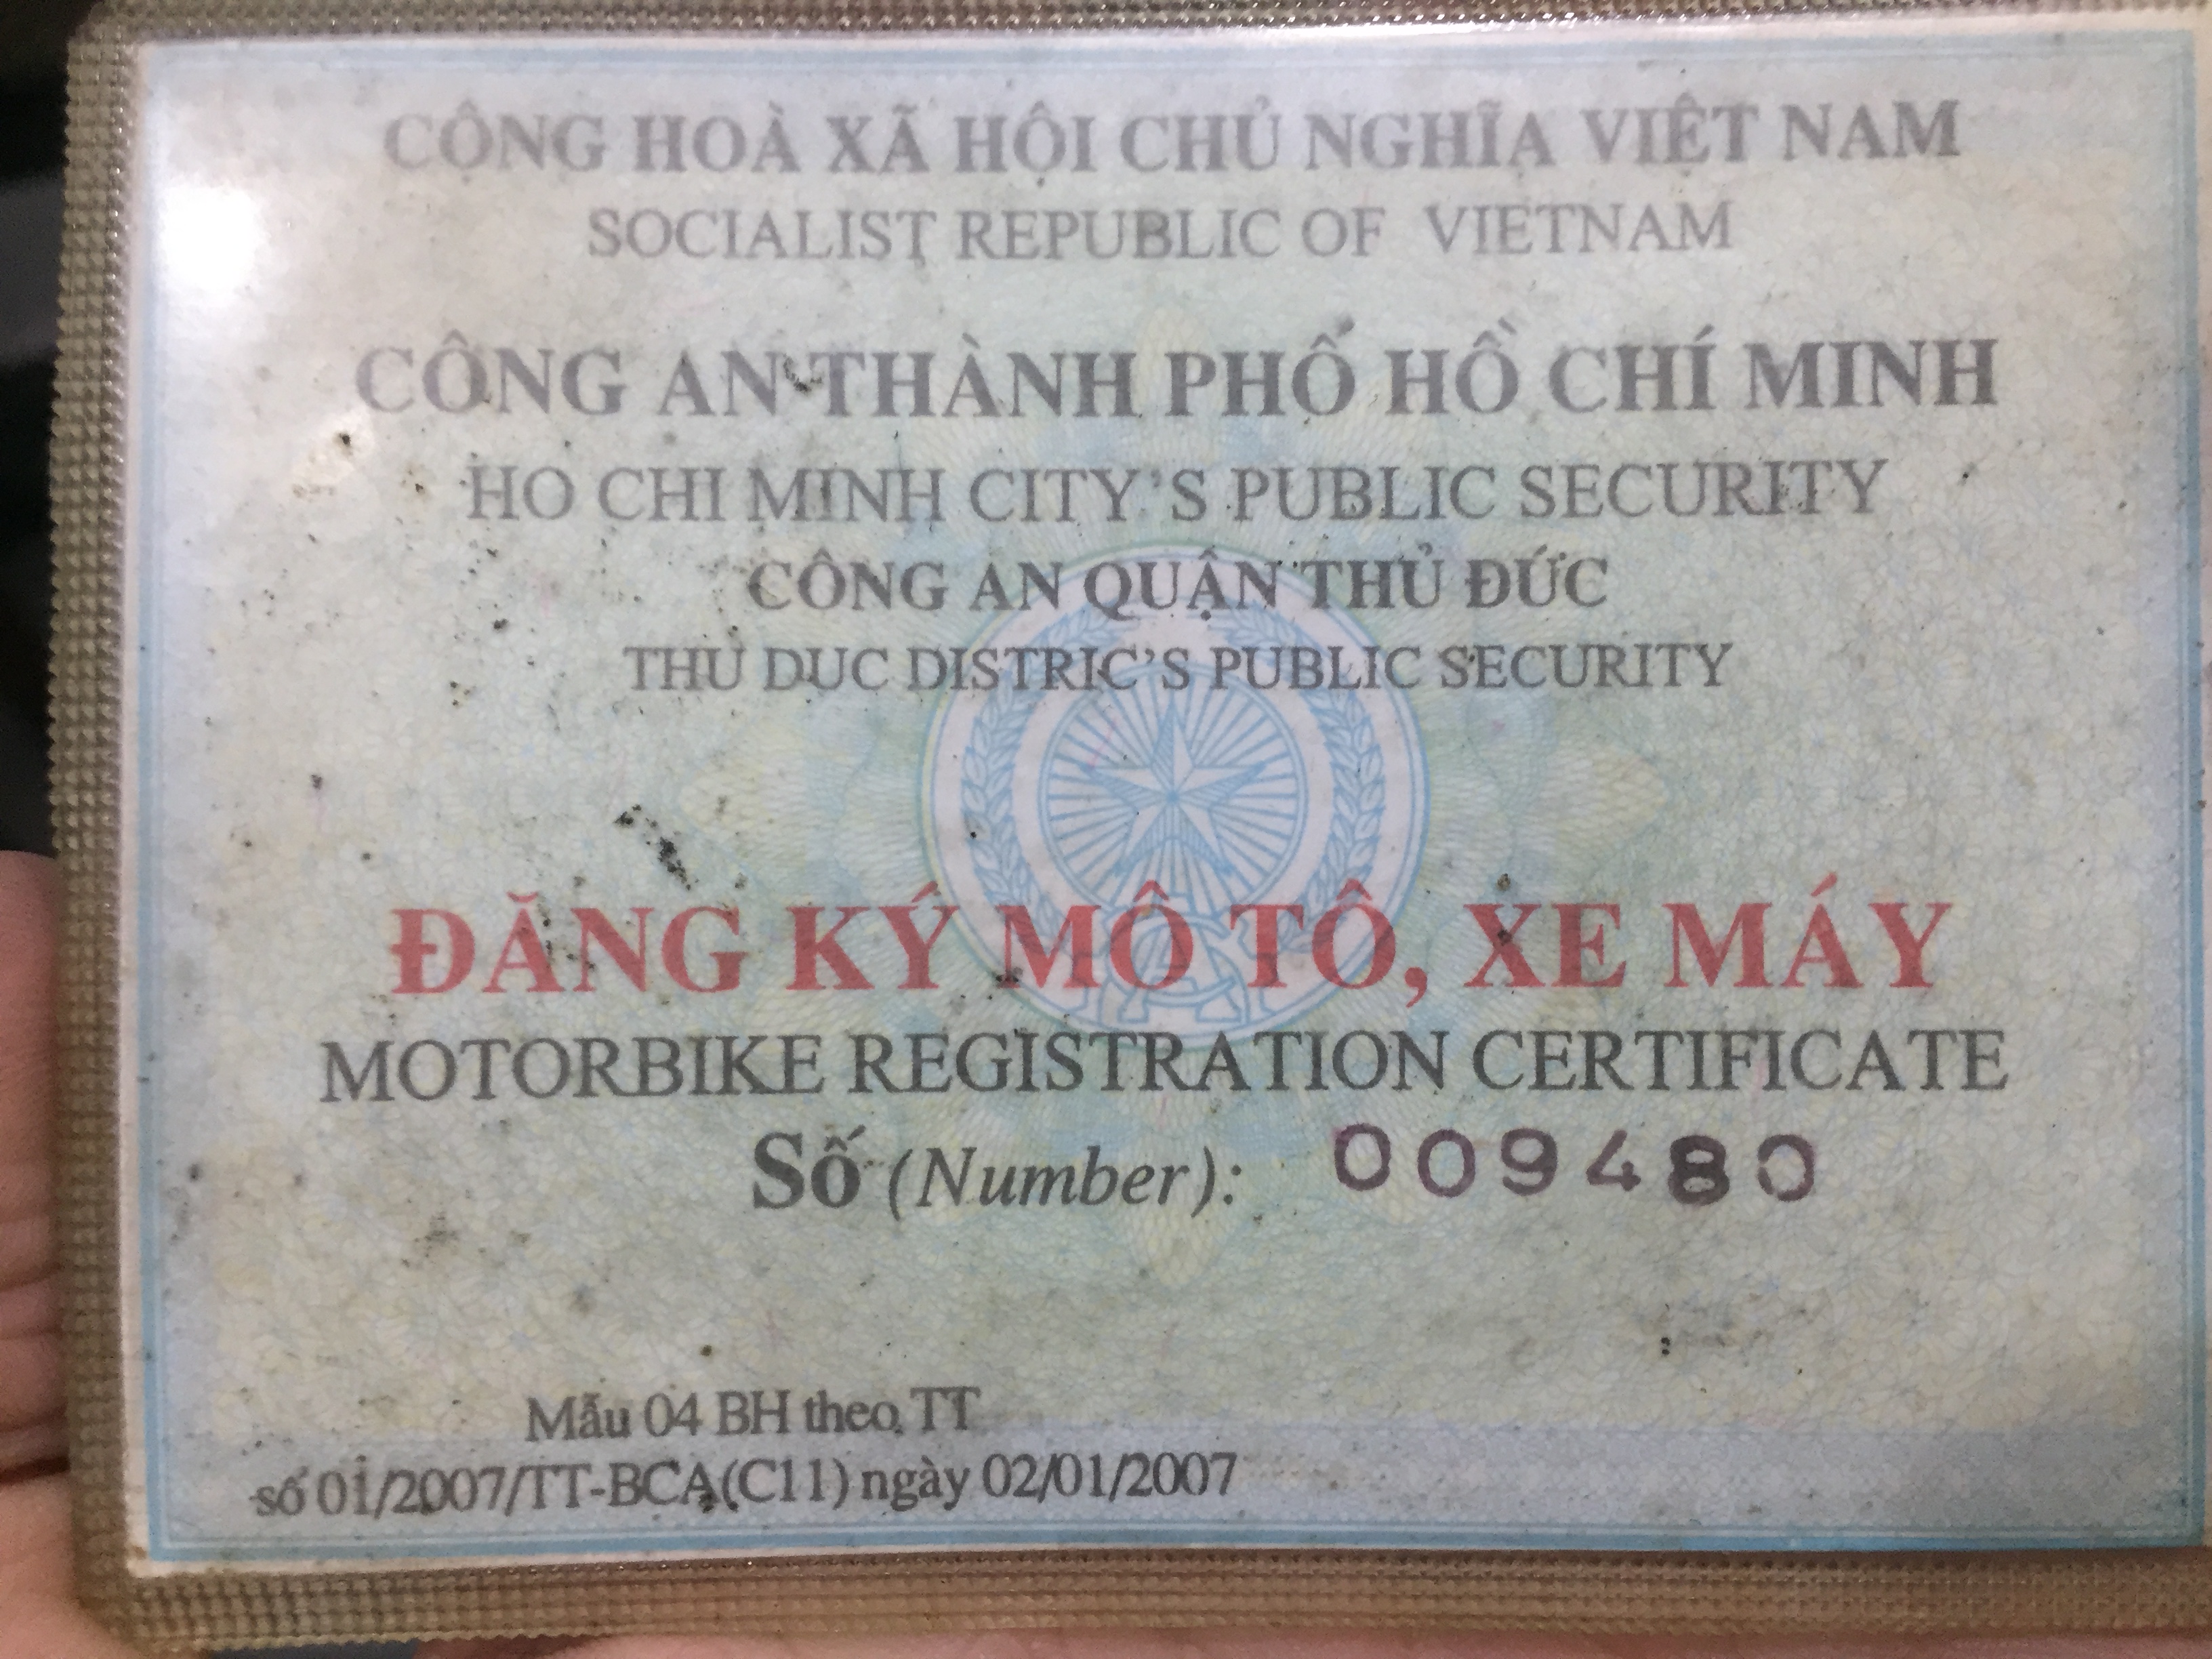 CỘNG HOÀ XÃ HỘI CHỦ NGHĨA VIỆT NAM
SOCIALIST REPUBLIC OF VIETNAM
CÔNG AN THÀNH PHỐ HỒ CHÍ MINH
HO CHI MINH CITY'S PUBLIC SECURITY
CÔNG AN QUẬN THỦ ĐỨC
THU DUC DISTRIC'S PUBLIC SECURITY
ĐĂNG KÝ MÔ TÔ, XE MÁY
MOTORBIKE REGISTRATION CERTIFICATE
Số (Number): 009480
Mẫu 04 BH theo TT
số 01/2007/TT-BCA(C11) ngày 02/01/2007